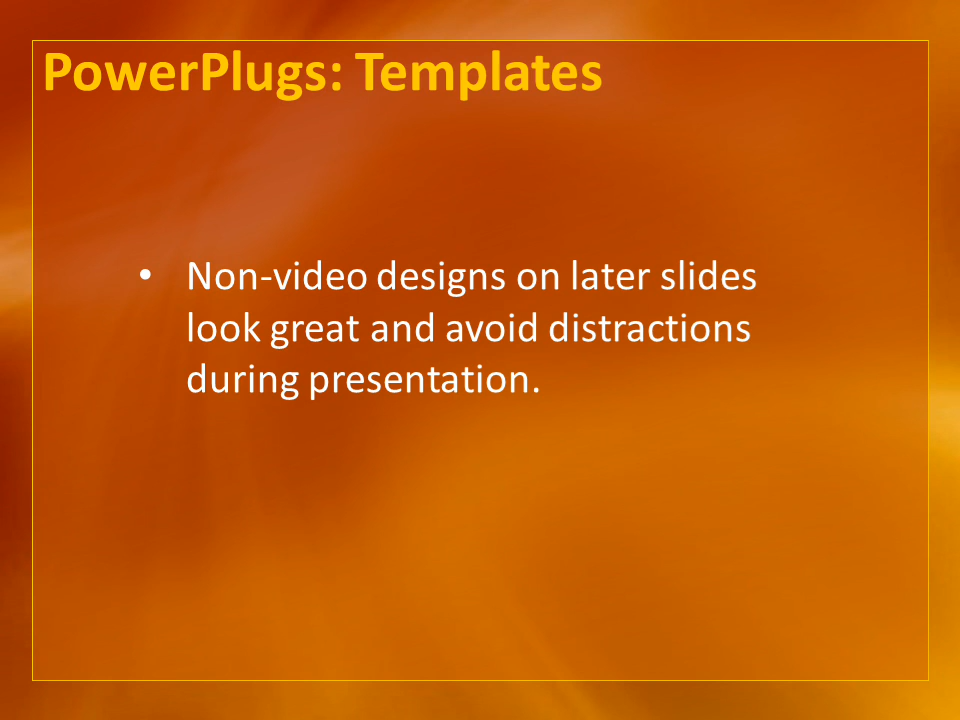 PowerPlugs: Templates
• Non-video designs on later slides
look great and avoid distractions
during presentation.